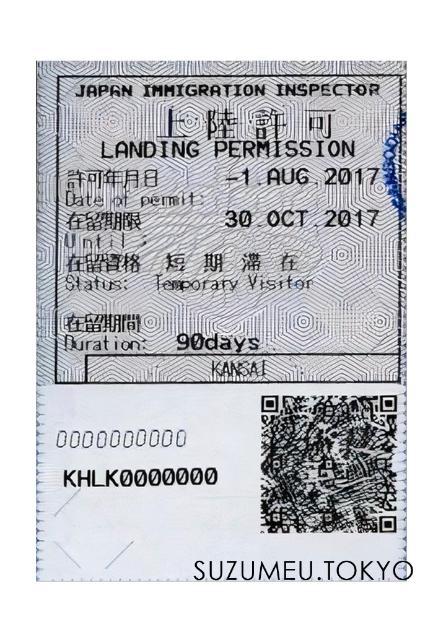 JAPAN IMMIGRATION INSPECTOR
上陸許可
LANDING PERMISSION
許可年月日 -1.AUG.2017
Date of permit:
在留期限 30.OCT.2017
Until :
在留資格 短期滞在
Status: Temporary Visitor
在留期間
Duration: 90days
KANSAI
0000000000
KHLK0000000
SUZUMEU.TOKYO